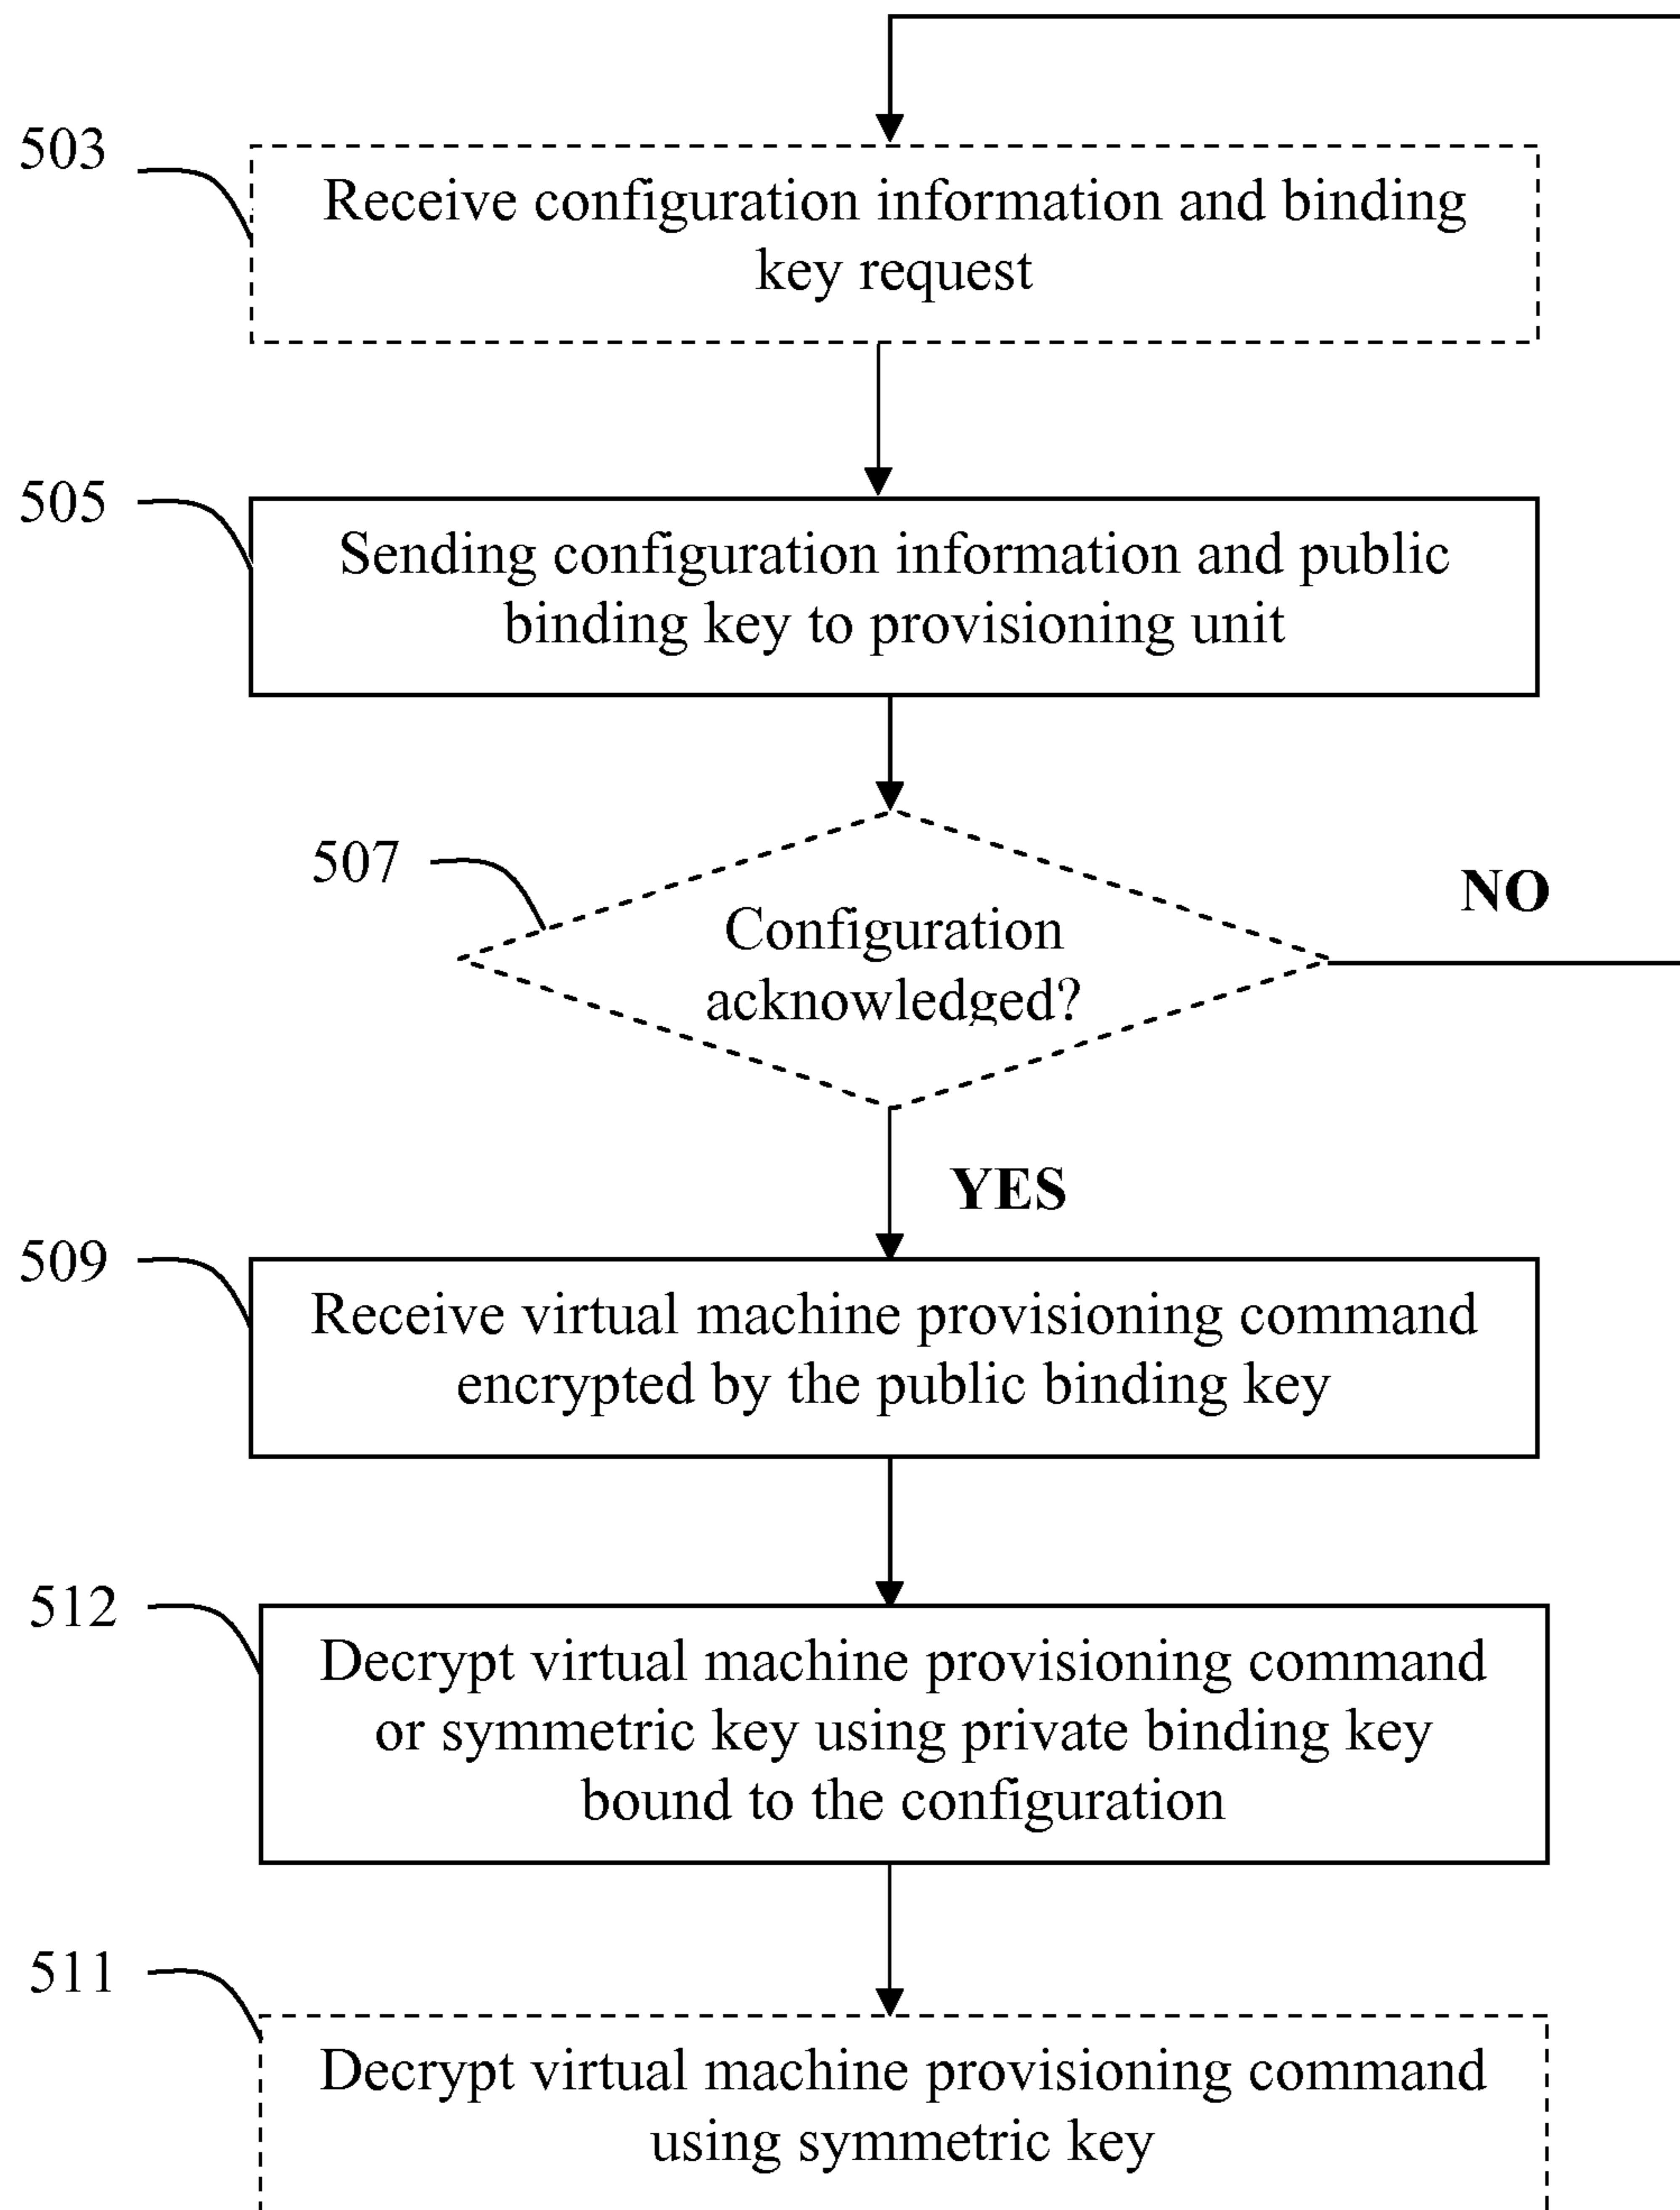 503
Receive configuration information and binding
key request
505
Sending configuration information and public
binding key to provisioning unit
507
Configuration
acknowledged?
NO
YES
509
Receive virtual machine provisioning command
encrypted by the public binding key
512
Decrypt virtual machine provisioning command
or symmetric key using private binding key
bound to the configuration
511
Decrypt virtual machine provisioning command
using symmetric key